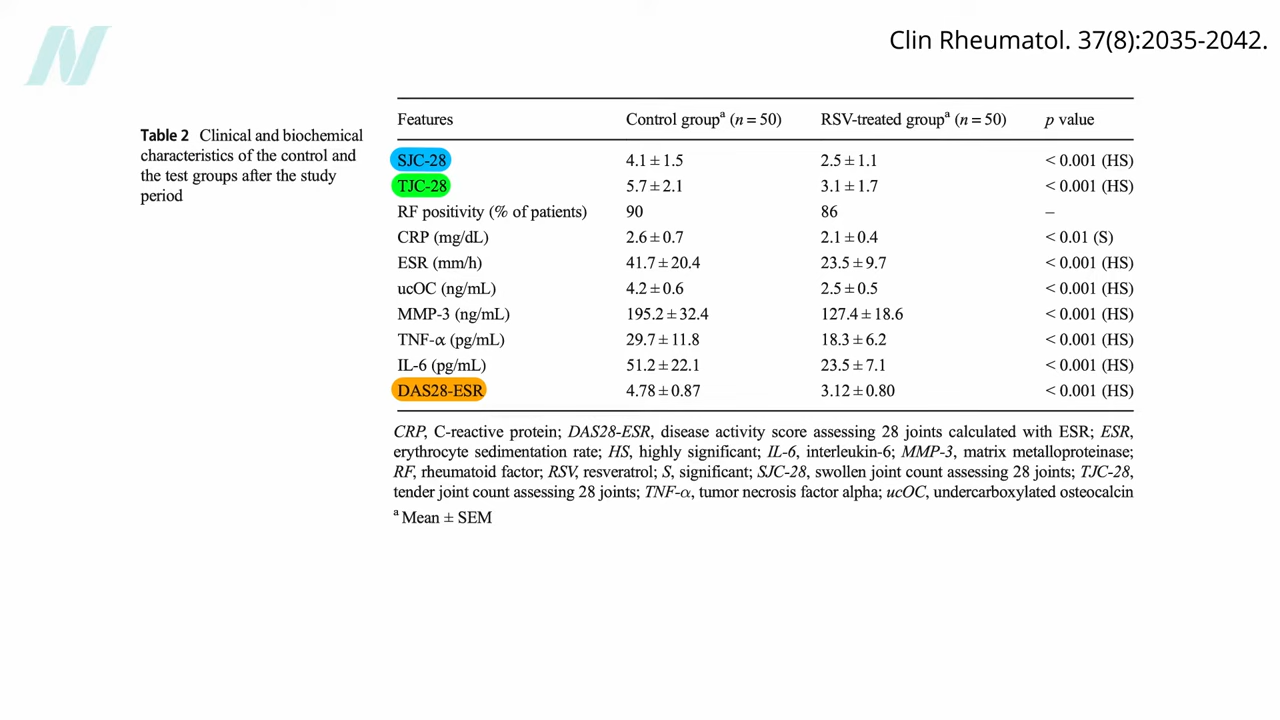 Clin Rheumatol. 37(8):2035-2042.
Table 2 Clinical and biochemical
characteristics of the control and
the test groups after the study
period
Features Control groupᵃ (n = 50) RSV-treated groupᵃ (n = 50) p value
SJC-28 4.1 ± 1.5 2.5 ± 1.1 < 0.001 (HS)
TJC-28 5.7 ± 2.1 3.1 ± 1.7 < 0.001 (HS)
RF positivity (% of patients) 90 86 –
CRP (mg/dL) 2.6 ± 0.7 2.1 ± 0.4 < 0.01 (S)
ESR (mm/h) 41.7 ± 20.4 23.5 ± 9.7 < 0.001 (HS)
ucOC (ng/mL) 4.2 ± 0.6 2.5 ± 0.5 < 0.001 (HS)
MMP-3 (ng/mL) 195.2 ± 32.4 127.4 ± 18.6 < 0.001 (HS)
TNF-α (pg/mL) 29.7 ± 11.8 18.3 ± 6.2 < 0.001 (HS)
IL-6 (pg/mL) 51.2 ± 22.1 23.5 ± 7.1 < 0.001 (HS)
DAS28-ESR 4.78 ± 0.87 3.12 ± 0.80 < 0.001 (HS)
CRP, C-reactive protein; DAS28-ESR, disease activity score assessing 28 joints calculated with ESR; ESR,
erythrocyte sedimentation rate; HS, highly significant; IL-6, interleukin-6; MMP-3, matrix metalloproteinase;
RF, rheumatoid factor; RSV, resveratrol; S, significant; SJC-28, swollen joint count assessing 28 joints; TJC-28,
tender joint count assessing 28 joints; TNF-α, tumor necrosis factor alpha; ucOC, undercarboxylated osteocalcin
ᵃ Mean ± SEM